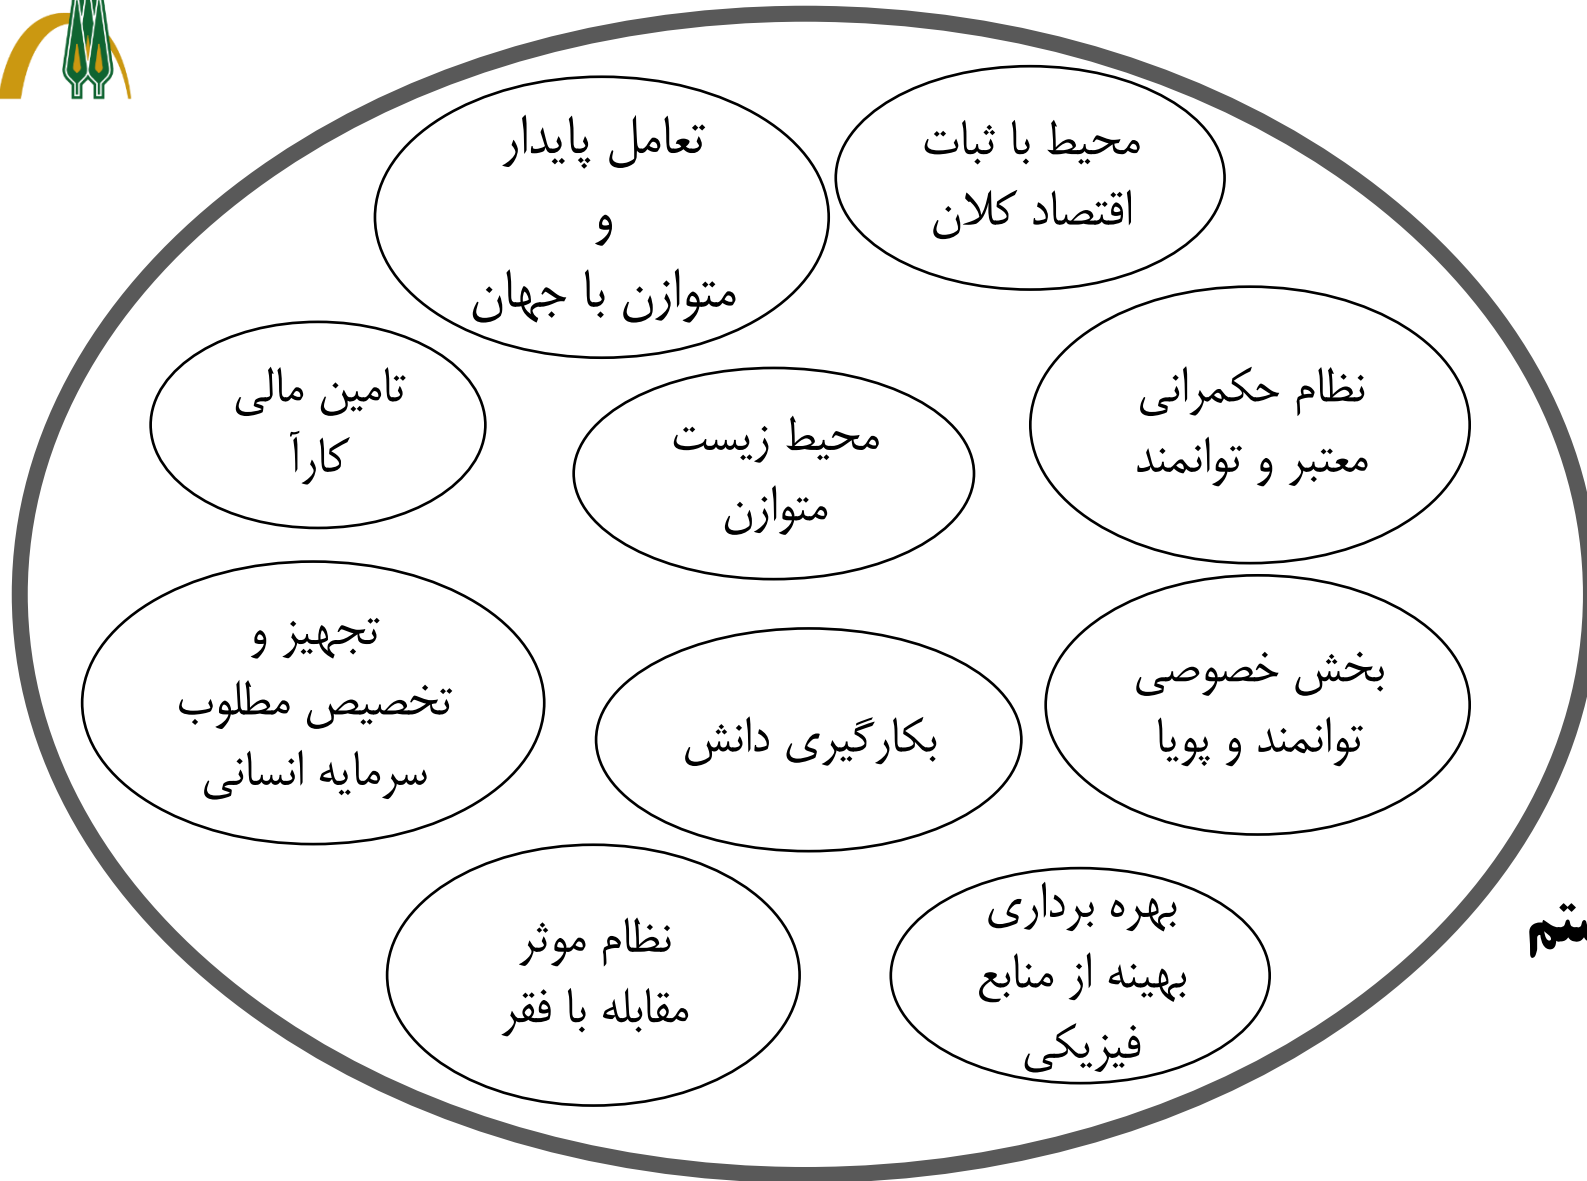 محیط با ثبات
اقتصاد کلان
تعامل پایدار
و
متوازن با جهان
نظام حکمرانی
معتبر و توانمند
محیط زیست
متوازن
تامین مالی
کارآ
بخش خصوصی
توانمند و پویا
بکارگیری دانش
تجهیز و
تخصیص مطلوب
سرمایه انسانی
بهره برداری
بهینه از منابع
فیزیکی
نظام موثر
مقابله با فقر